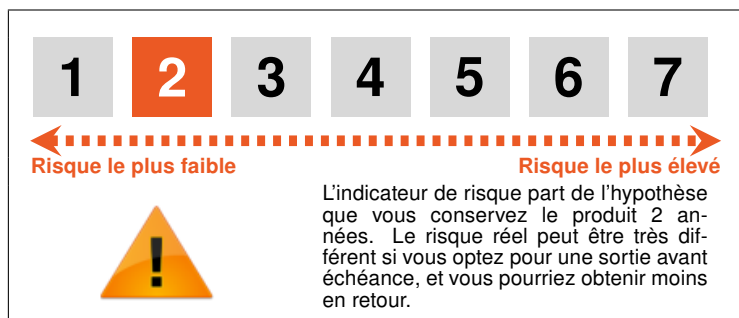 1 2 3 4 5 6 7
Risque le plus faible Risque le plus élevé
L'indicateur de risque part de l'hypothèse
que vous conservez le produit 2 an-
nées. Le risque réel peut être très dif-
férent si vous optez pour une sortie avant
échéance, et vous pourriez obtenir moins
en retour.